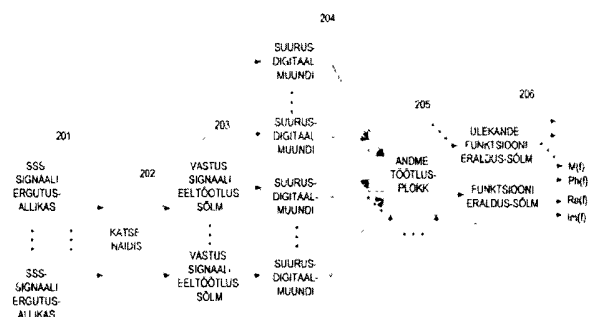 204
SUURUS-
DIGITAAL
MUUNDI
206
205
203
SUURUS-
DIGITAAL
MUUNDI
201
ÜLEKANDE
FUNKTSIOONI
ERALDUS-SÕLM
202
SSS-
SIGNAALI
ERGUTUS-
ALLIKAS
VASTUS
SIGNAALI
EELTÖÖTLUS
SÕLM
ANDME
TÖÖTLUS-
PLOKK
M(f)
Ph(f)
SUURUS
DIGITAAL-
MUUNDI
FUNKTSIOONI
ERALDUS-SÕLM
Re(f)
Im(f)
KATSE
NÄIDIS
SSS-
SIGNAALI
ERGUTUS-
ALLIKAS
VASTUS
SIGNAALI
EELTÖÖTLUS
SÕLM
SUURUS-
DIGITAAL-
MUUNDI